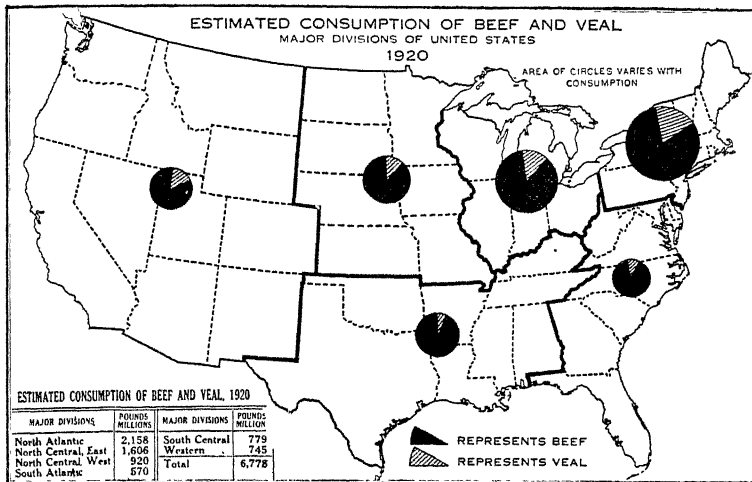 ESTIMATED CONSUMPTION OF BEEF AND VEAL
MAJOR DIVISIONS OF UNITED STATES
1920
AREA OF CIRCLES VARIES WITH
CONSUMPTION
ESTIMATED CONSUMPTION OF BEEF AND VEAL, 1920
MAJOR DIVISIONS POUNDS MILLIONS MAJOR DIVISIONS POUNDS MILLION
North Atlantic 2,158 South Central 779
North Central, East 1,606 Western 745
North Central, West 920 Total 6,778
South Atlantic 570
REPRESENTS BEEF
REPRESENTS VEAL